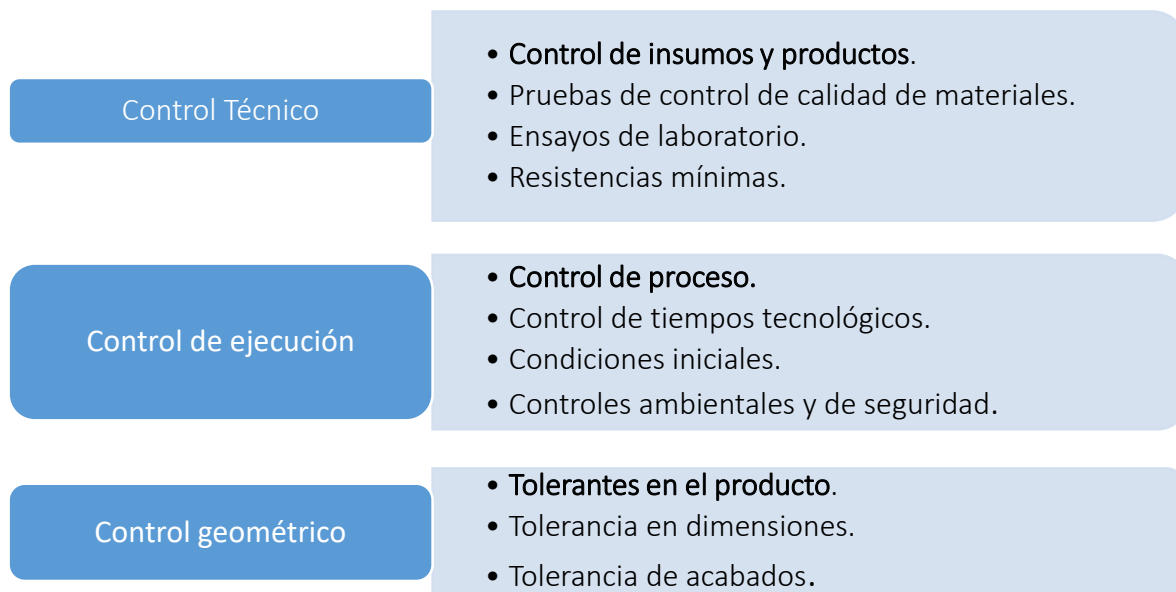 Control Técnico
• Control de insumos y productos.
• Pruebas de control de calidad de materiales.
• Ensayos de laboratorio.
• Resistencias mínimas.
Control de ejecución
• Control de proceso.
• Control de tiempos tecnológicos.
• Condiciones iniciales.
• Controles ambientales y de seguridad.
Control geométrico
• Tolerantes en el producto.
• Tolerancia en dimensiones.
• Tolerancia de acabados.